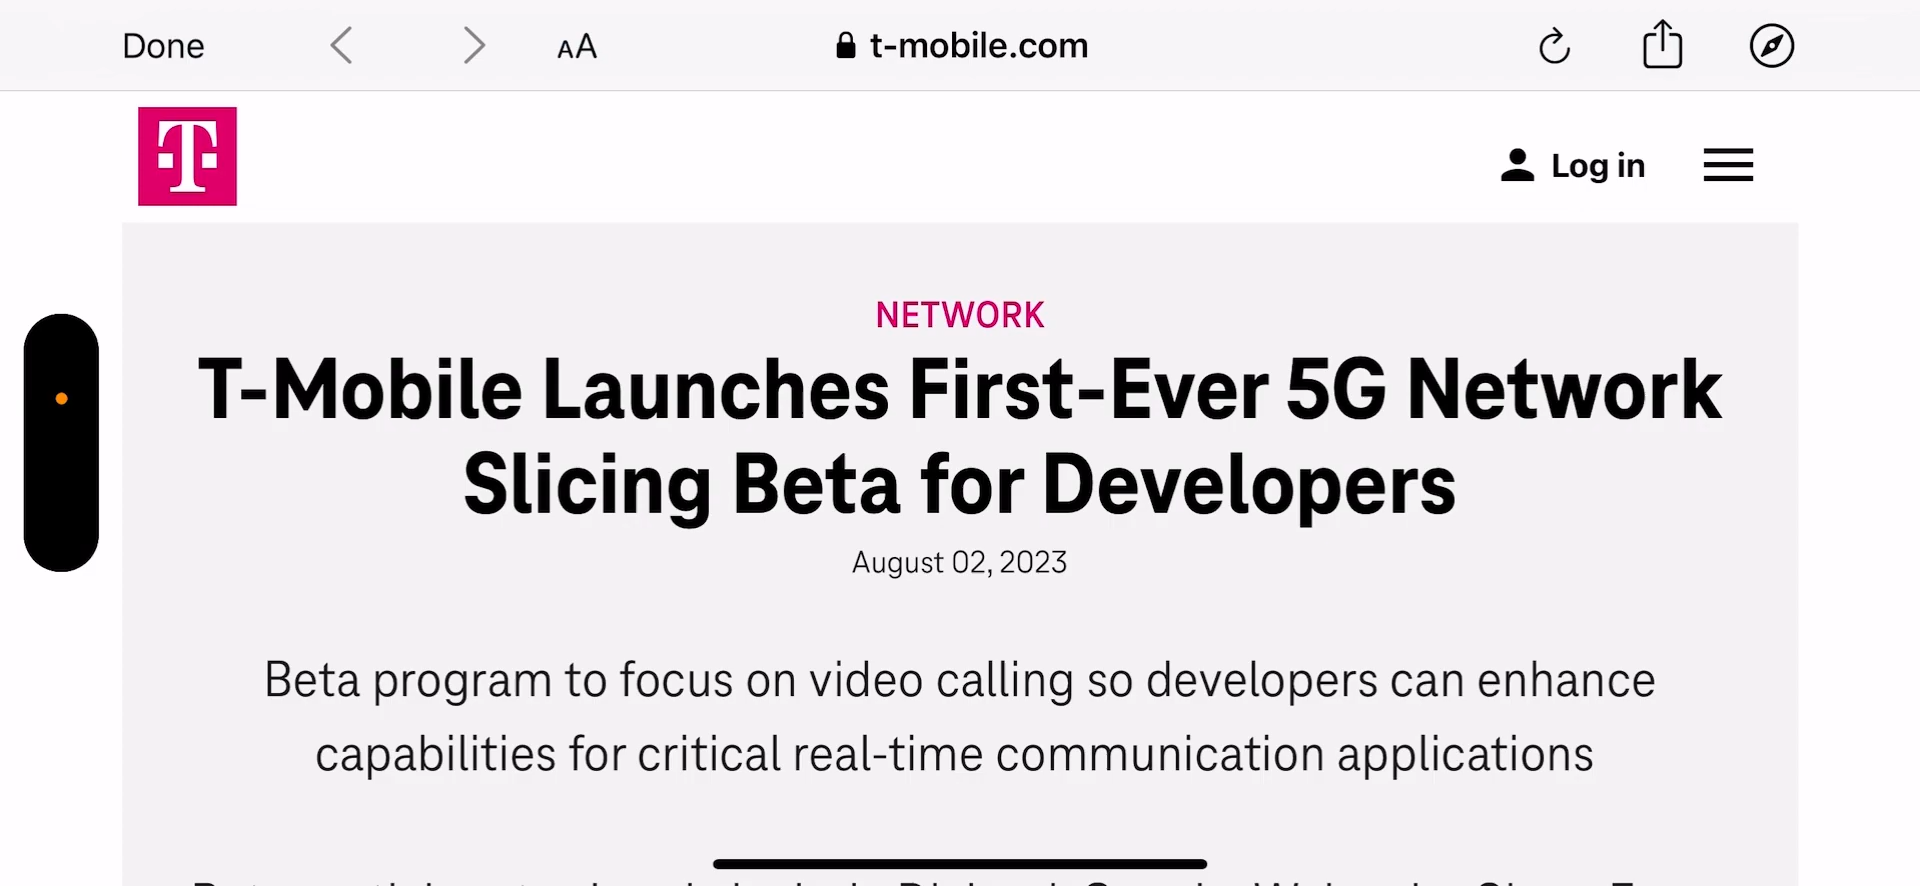 Done
AA
t-mobile.com
T
Log in
NETWORK
T-Mobile Launches First-Ever 5G Network
Slicing Beta for Developers
August 02, 2023
Beta program to focus on video calling so developers can enhance
capabilities for critical real-time communication applications